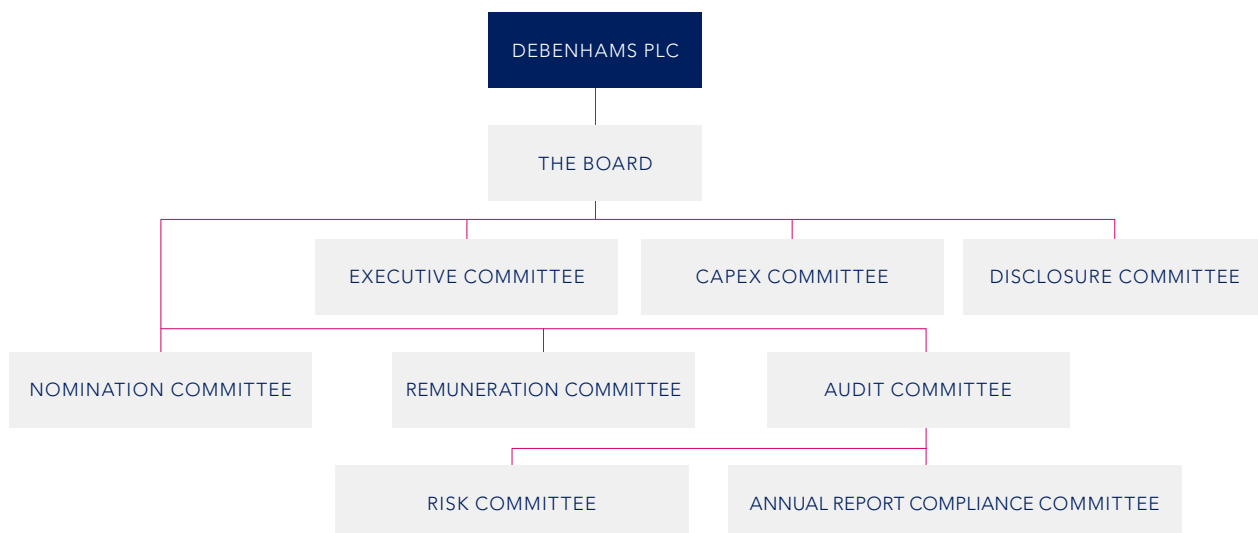 DEBENHAMS PLC
THE BOARD
EXECUTIVE COMMITTEE
CAPEX COMMITTEE
DISCLOSURE COMMITTEE
NOMINATION COMMITTEE
REMUNERATION COMMITTEE
AUDIT COMMITTEE
RISK COMMITTEE
ANNUAL REPORT COMPLIANCE COMMITTEE